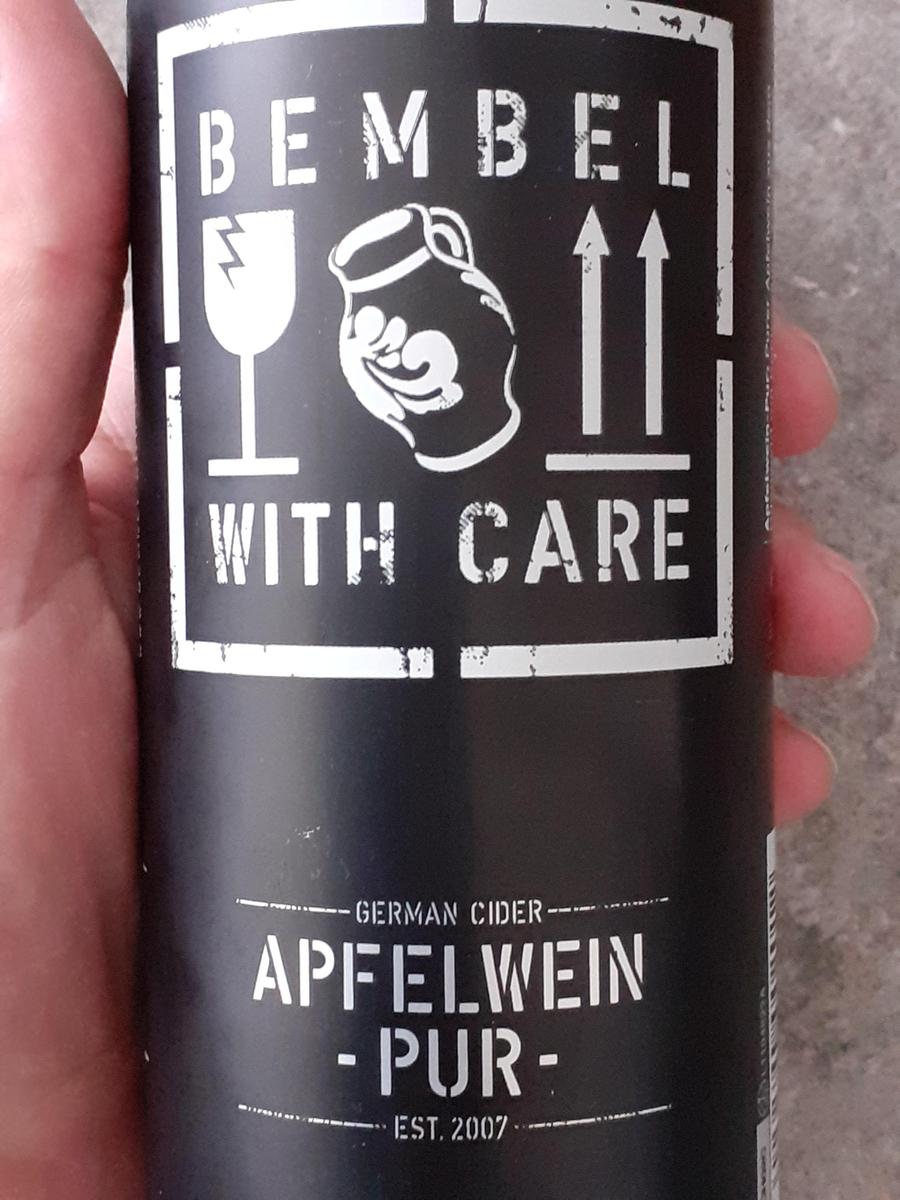 BEMBEL
WITH CARE
GERMAN CIDER
APFELWEIN
-PUR-
EST. 2007